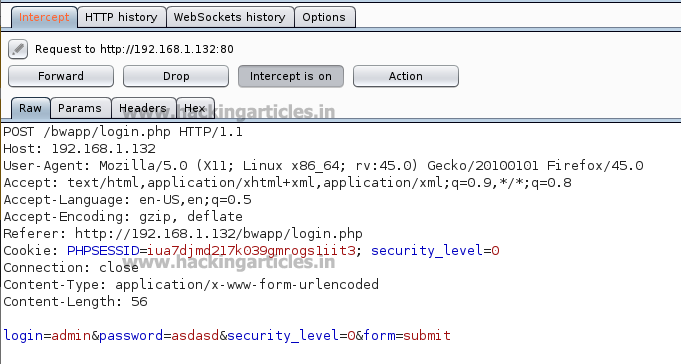 Intercept HTTP history WebSockets history Options
Request to http://192.168.1.132:80
Forward Drop Intercept is on Action
Raw Params Headers Hex
www.hackingarticles.in
POST /bwapp/login.php HTTP/1.1
Host: 192.168.1.132
User-Agent: Mozilla/5.0 (X11; Linux x86_64; rv:45.0) Gecko/20100101 Firefox/45.0
Accept: text/html,application/xhtml+xml,application/xml;q=0.9,*/*;q=0.8
Accept-Language: en-US,en;q=0.5
Accept-Encoding: gzip, deflate
Referer: http://192.168.1.132/bwapp/login.php
Cookie: PHPSESSID=iua7djmd217k039gmrogs1iit3; security_level=0
www.hackingarticles.in
Connection: close
Content-Type: application/x-www-form-urlencoded
Content-Length: 56
login=admin&password=asdasd&security_level=0&form=submit